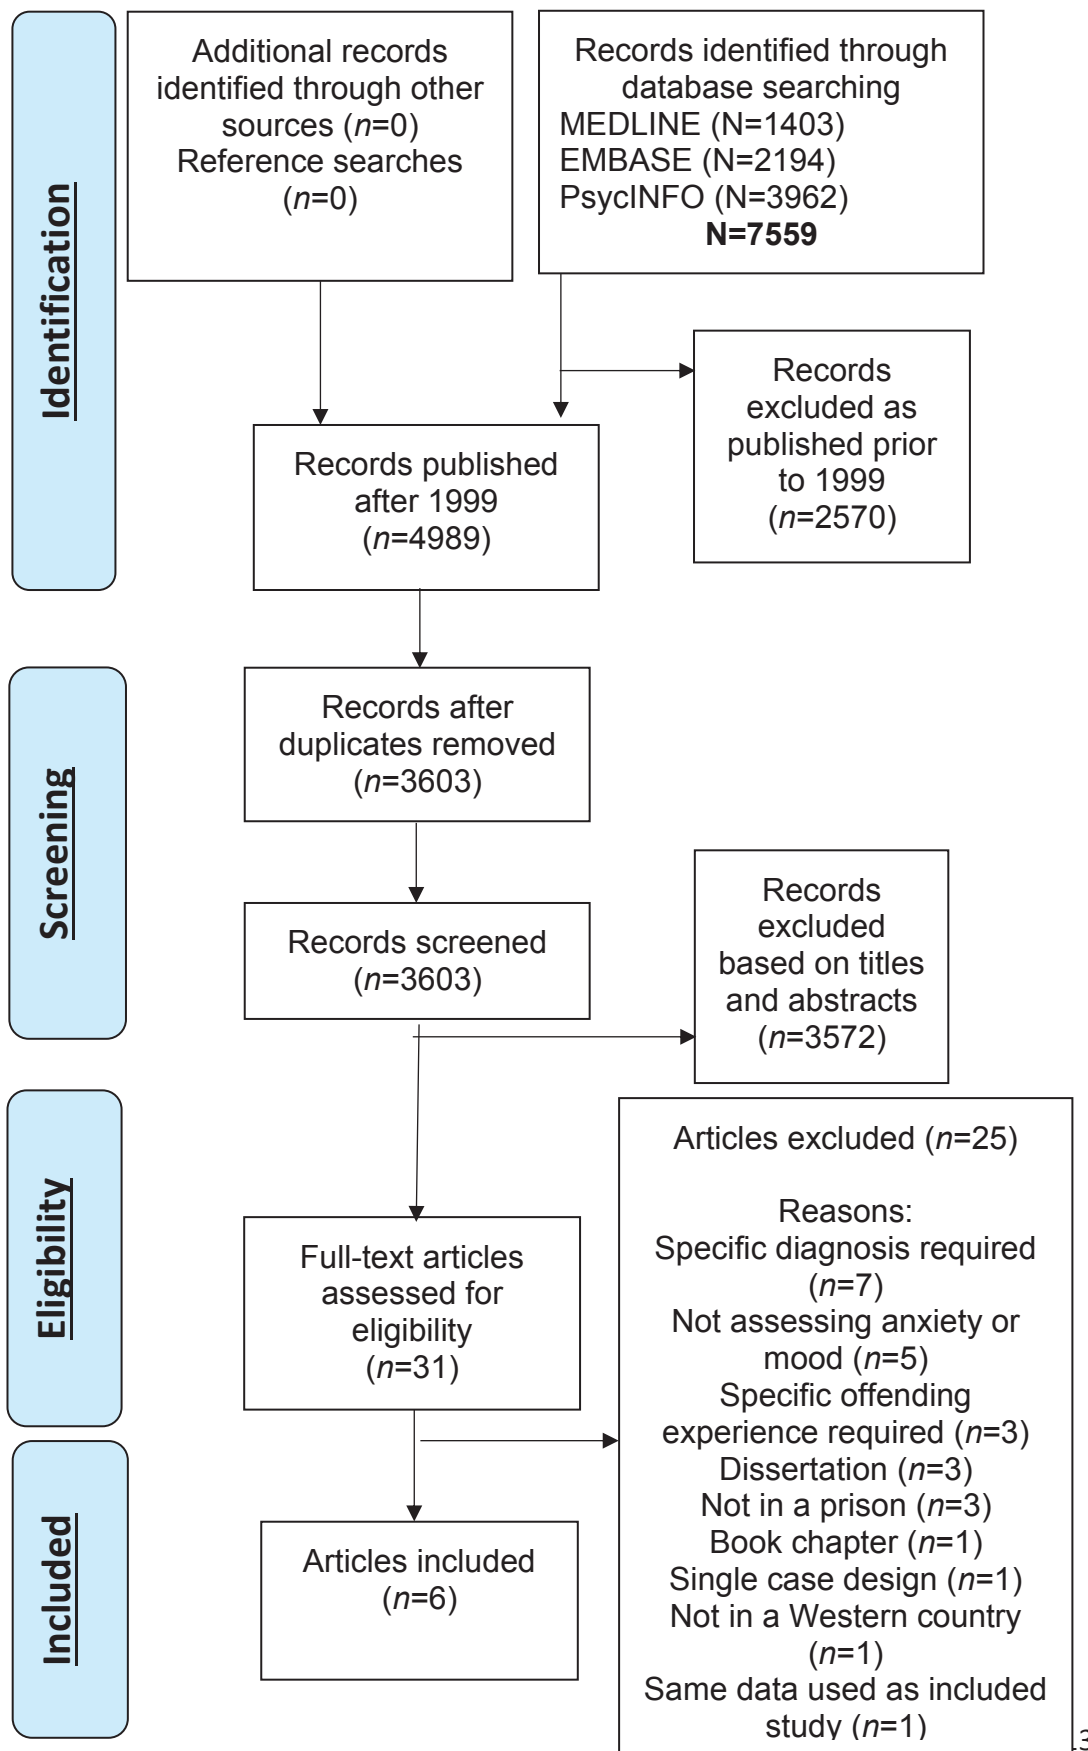 Identification
Additional records
identified through other
sources (n=0)
Reference searches
(n=0)
Records identified through
database searching
MEDLINE (N=1403)
EMBASE (N=2194)
PsycINFO (N=3962)
N=7559
Records
excluded as
published prior
to 1999
(n=2570)
Records published
after 1999
(n=4989)
Screening
Records after
duplicates removed
(n=3603)
Records screened
(n=3603)
Records
excluded
based on titles
and abstracts
(n=3572)
Eligibility
Full-text articles
assessed for
eligibility
(n=31)
Articles excluded (n=25)
Reasons:
Specific diagnosis required
(n=7)
Not assessing anxiety or
mood (n=5)
Specific offending
experience required (n=3)
Dissertation (n=3)
Not in a prison (n=3)
Book chapter (n=1)
Single case design (n=1)
Not in a Western country
(n=1)
Same data used as included
study (n=1)
Included
Articles included
(n=6)